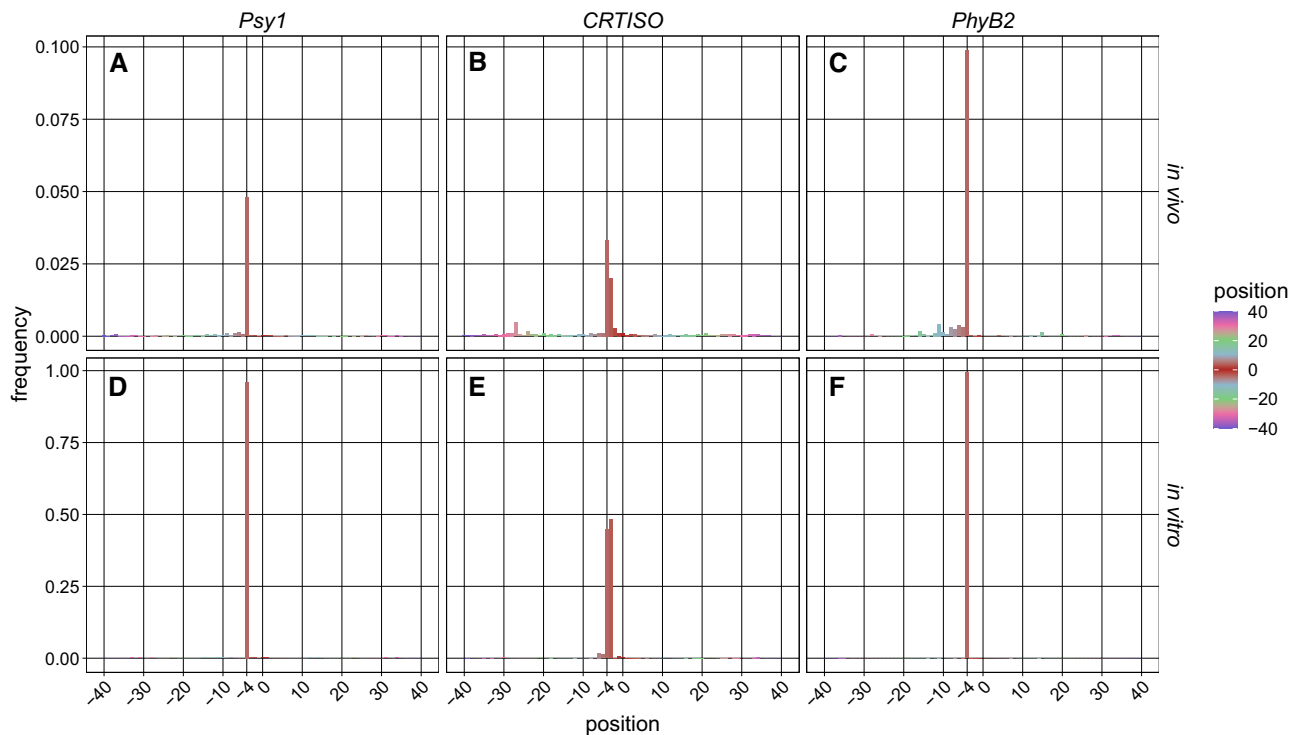 Psy1 CRTISO PhyB2
A B C
0.100
0.075
0.050
0.025
0.000
in vivo
D E F
1.00
0.75
0.50
0.25
0.00
in vitro
frequency
−40 −30 −20 −10 −4 0 10 20 30 40 −40 −30 −20 −10 −4 0 10 20 30 40 −40 −30 −20 −10 −4 0 10 20 30 40
position
position
40
20
0
−20
−40